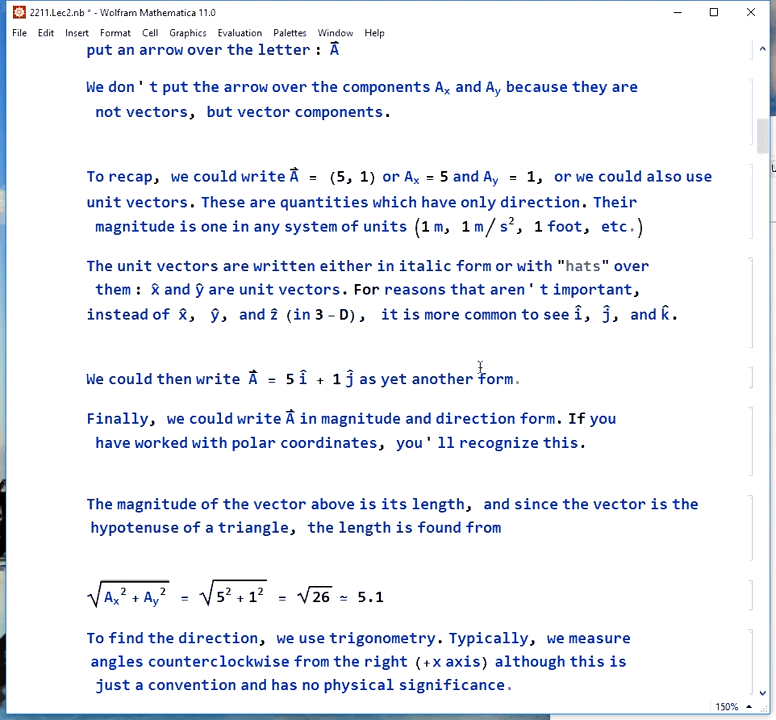 2211.Lec2.nb * - Wolfram Mathematica 11.0
File Edit Insert Format Cell Graphics Evaluation Palettes Window Help
put an arrow over the letter : A⃗
We don't put the arrow over the components Aₓ and Aᵧ because they are
not vectors, but vector components.
To recap, we could write A⃗ = (5, 1) or Aₓ = 5 and Aᵧ = 1, or we could also use
unit vectors. These are quantities which have only direction. Their
magnitude is one in any system of units (1 m, 1 m/s², 1 foot, etc.)
The unit vectors are written either in italic form or with "hats" over
them : x̂ and ŷ are unit vectors. For reasons that aren't important,
instead of x̂, ŷ, and ẑ (in 3 - D), it is more common to see î, ĵ, and k̂.
We could then write A⃗ = 5 î + 1 ĵ as yet another form.
Finally, we could write A⃗ in magnitude and direction form. If you
have worked with polar coordinates, you'll recognize this.
The magnitude of the vector above is its length, and since the vector is the
hypotenuse of a triangle, the length is found from
√(Aₓ² + Aᵧ²) = √(5² + 1²) = √26 ≃ 5.1
To find the direction, we use trigonometry. Typically, we measure
angles counterclockwise from the right (+x axis) although this is
just a convention and has no physical significance.
150%